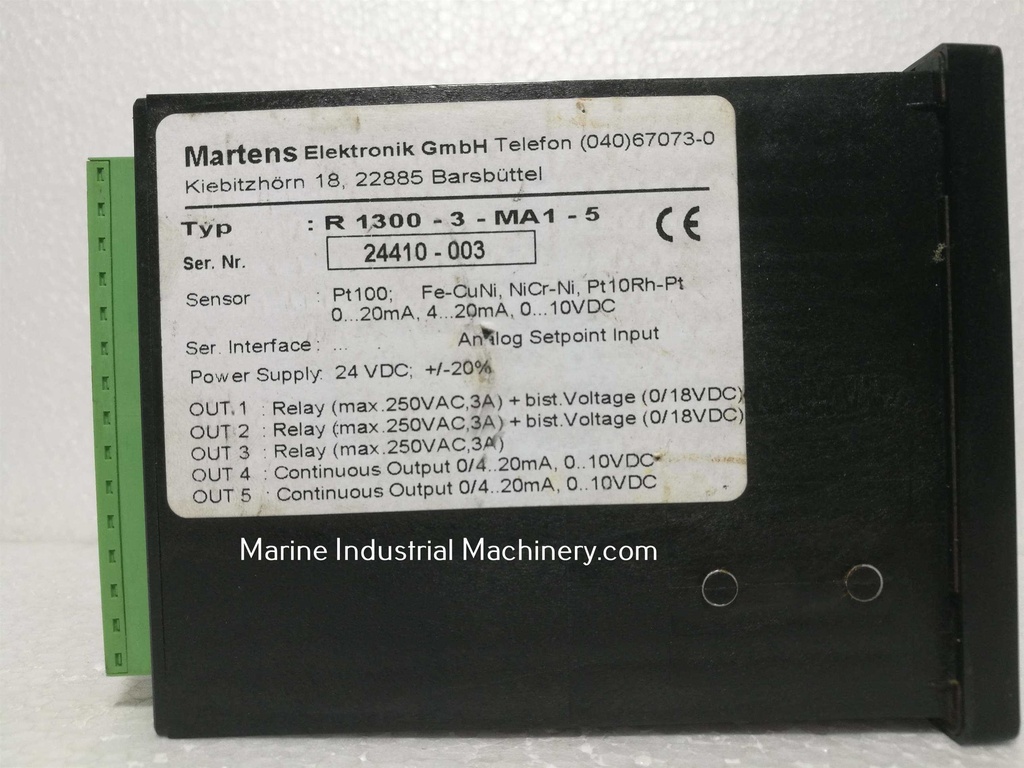 Martens Elektronik GmbH Telefon (040)67073-0
Kiebitzhörn 18, 22885 Barsbüttel
Typ : R 1300 - 3 - MA1 - 5 CE
Ser. Nr. 24410 - 003
Sensor : Pt100; Fe-CuNi, NiCr-Ni, Pt10Rh-Pt
0...20mA, 4...20mA, 0...10VDC
Ser. Interface : ... Analog Setpoint Input
Power Supply: 24 VDC; +/-20%
OUT 1 : Relay (max.250VAC,3A) + bist.Voltage (0/18VDC)
OUT 2 : Relay (max.250VAC,3A) + bist.Voltage (0/18VDC)
OUT 3 : Relay (max.250VAC,3A)
OUT 4 : Continuous Output 0/4..20mA, 0..10VDC
OUT 5 : Continuous Output 0/4..20mA, 0..10VDC
Marine Industrial Machinery.com